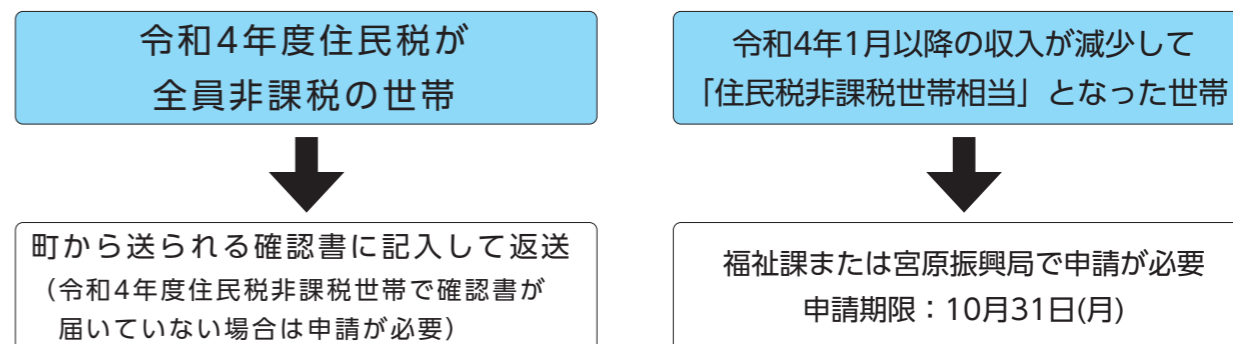 令和4年度住民税が
全員非課税の世帯
町から送られる確認書に記入して返送
（令和4年度住民税非課税世帯で確認書が
届いていない場合は申請が必要）
令和4年1月以降の収入が減少して
「住民税非課税世帯相当」となった世帯
福祉課または宮原振興局で申請が必要
申請期限：10月31日(月)